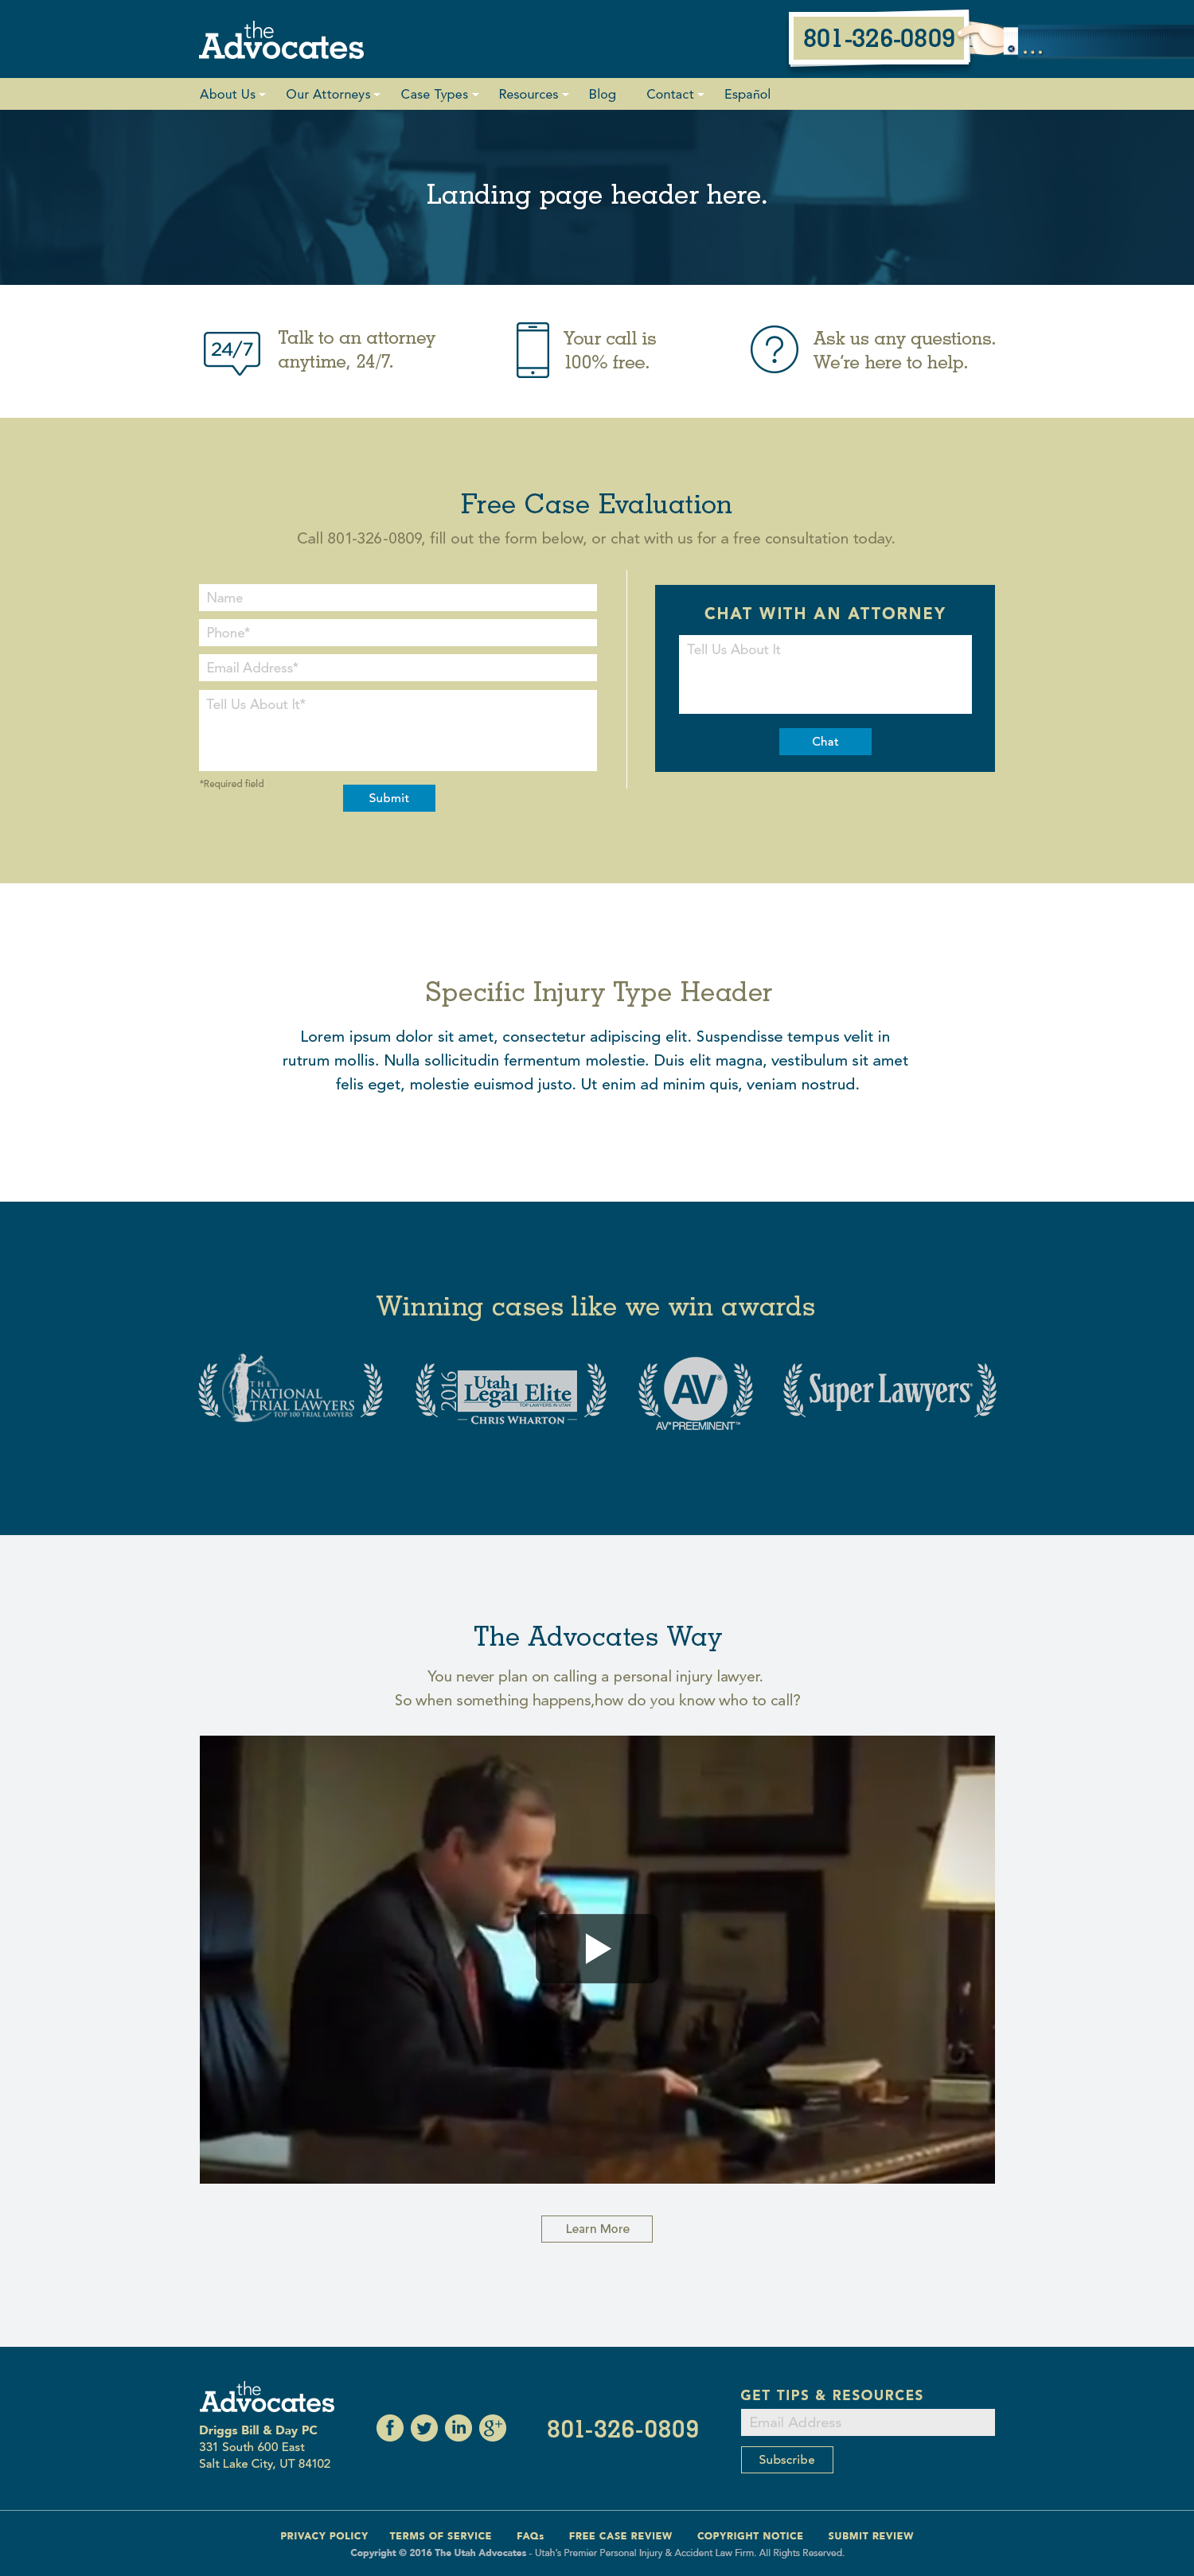 the
Advocates
801-326-0809
About Us Our Attorneys Case Types Resources Blog Contact Español
Landing page header here.
24/7
Talk to an attorney
anytime, 24/7.
Your call is
100% free.
?
Ask us any questions.
We're here to help.
Free Case Evaluation
Call 801-326-0809, fill out the form below, or chat with us for a free consultation today.
Name
Phone*
Email Address*
Tell Us About It*
*Required field
Submit
CHAT WITH AN ATTORNEY
Tell Us About It
Chat
Specific Injury Type Header
Lorem ipsum dolor sit amet, consectetur adipiscing elit. Suspendisse tempus velit in
rutrum mollis. Nulla sollicitudin fermentum molestie. Duis elit magna, vestibulum sit amet
felis eget, molestie euismod justo. Ut enim ad minim quis, veniam nostrud.
Winning cases like we win awards
THE
NATIONAL
TRIAL LAWYERS
TOP 100 TRIAL LAWYERS
2016
Utah
Legal Elite
TOP LAWYERS IN UTAH
CHRIS WHARTON
AV®
AV® PREEMINENT™
Super Lawyers®
The Advocates Way
You never plan on calling a personal injury lawyer.
So when something happens,how do you know who to call?
Learn More
the
Advocates
Driggs Bill & Day PC
331 South 600 East
Salt Lake City, UT 84102
f in g+
801-326-0809
GET TIPS & RESOURCES
Email Address
Subscribe
PRIVACY POLICY TERMS OF SERVICE FAQs FREE CASE REVIEW COPYRIGHT NOTICE SUBMIT REVIEW
Copyright © 2016 The Utah Advocates - Utah's Premier Personal Injury & Accident Law Firm. All Rights Reserved.